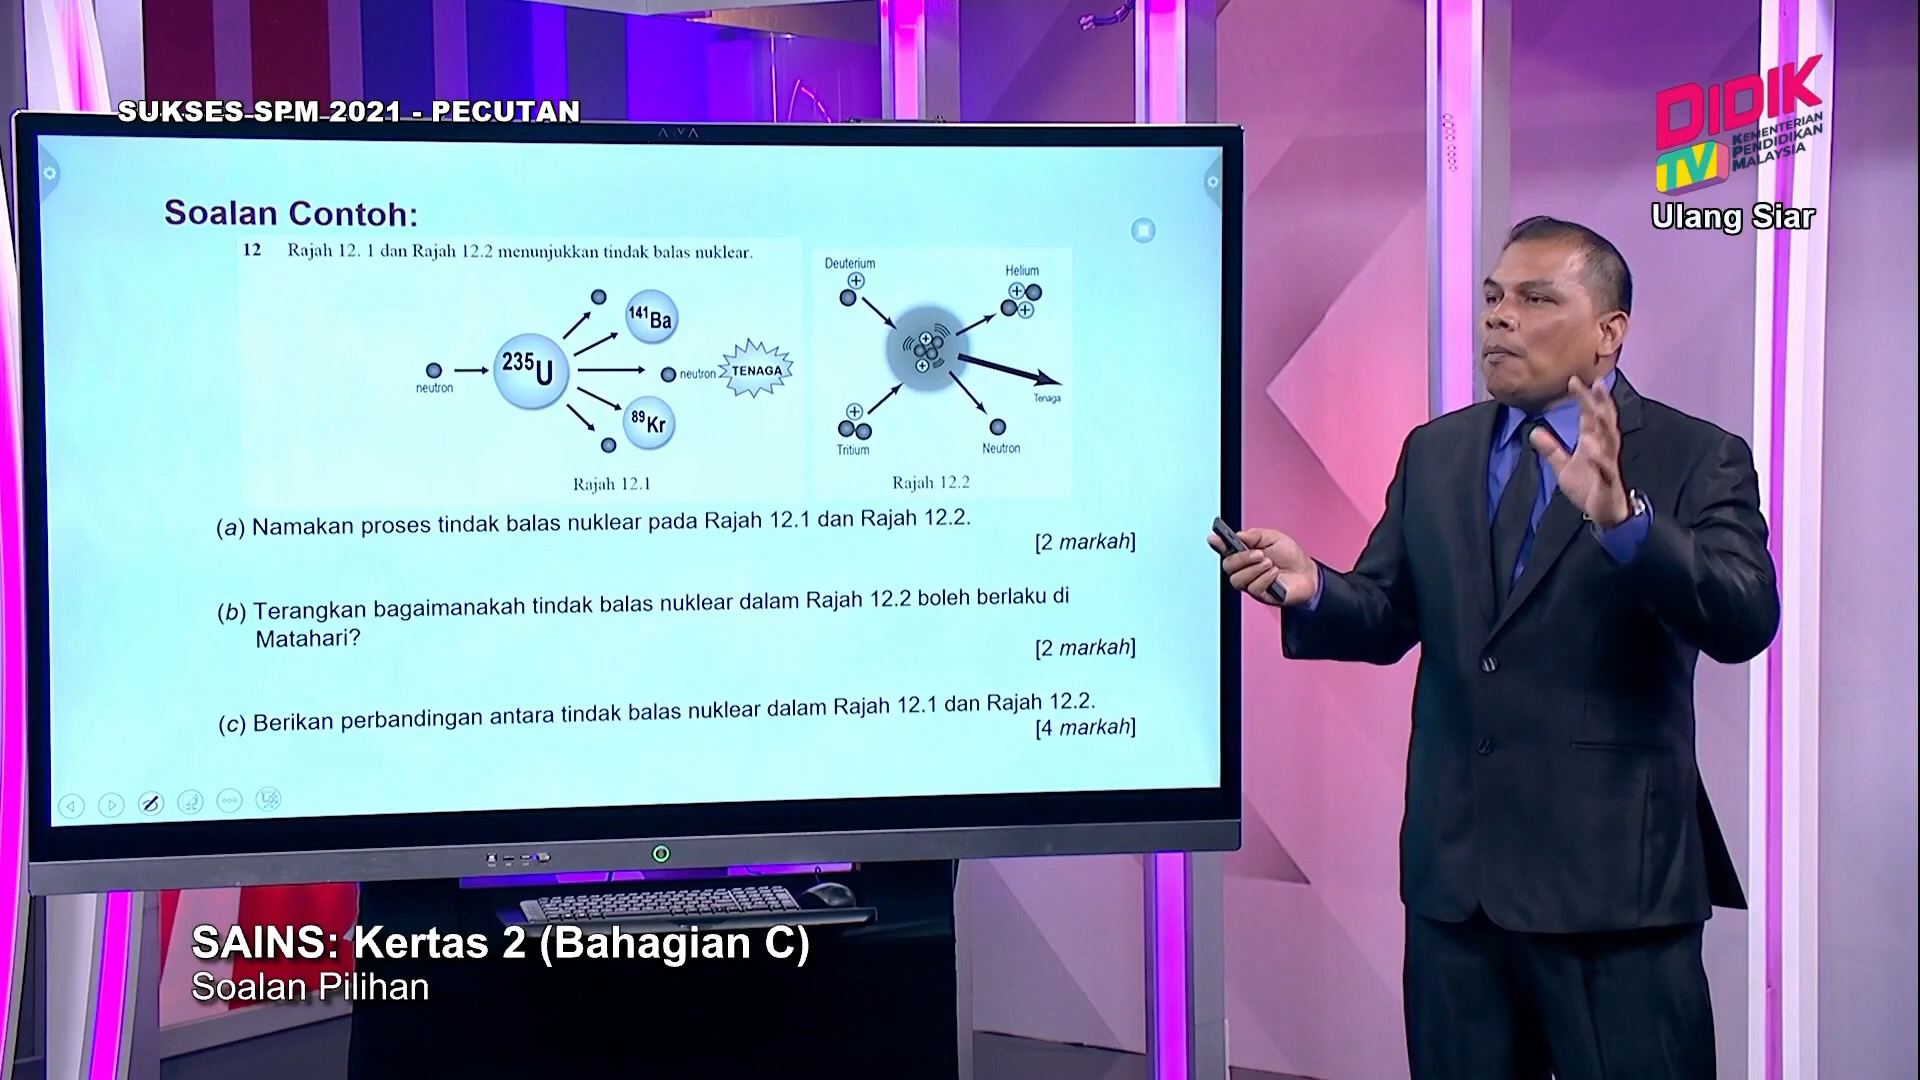 SUKSES SPM 2021 - PECUTAN
DIDIK
TV
KEMENTERIAN
PENDIDIKAN
MALAYSIA
Ulang Siar
Soalan Contoh:
12 Rajah 12. 1 dan Rajah 12.2 menunjukkan tindak balas nuklear.
neutron
235U
141Ba
neutron
TENAGA
89Kr
Rajah 12.1
Deuterium
Helium
Tenaga
Tritium
Neutron
Rajah 12.2
(a) Namakan proses tindak balas nuklear pada Rajah 12.1 dan Rajah 12.2.
[2 markah]
(b) Terangkan bagaimanakah tindak balas nuklear dalam Rajah 12.2 boleh berlaku di
Matahari?
[2 markah]
(c) Berikan perbandingan antara tindak balas nuklear dalam Rajah 12.1 dan Rajah 12.2.
[4 markah]
SAINS: Kertas 2 (Bahagian C)
Soalan Pilihan